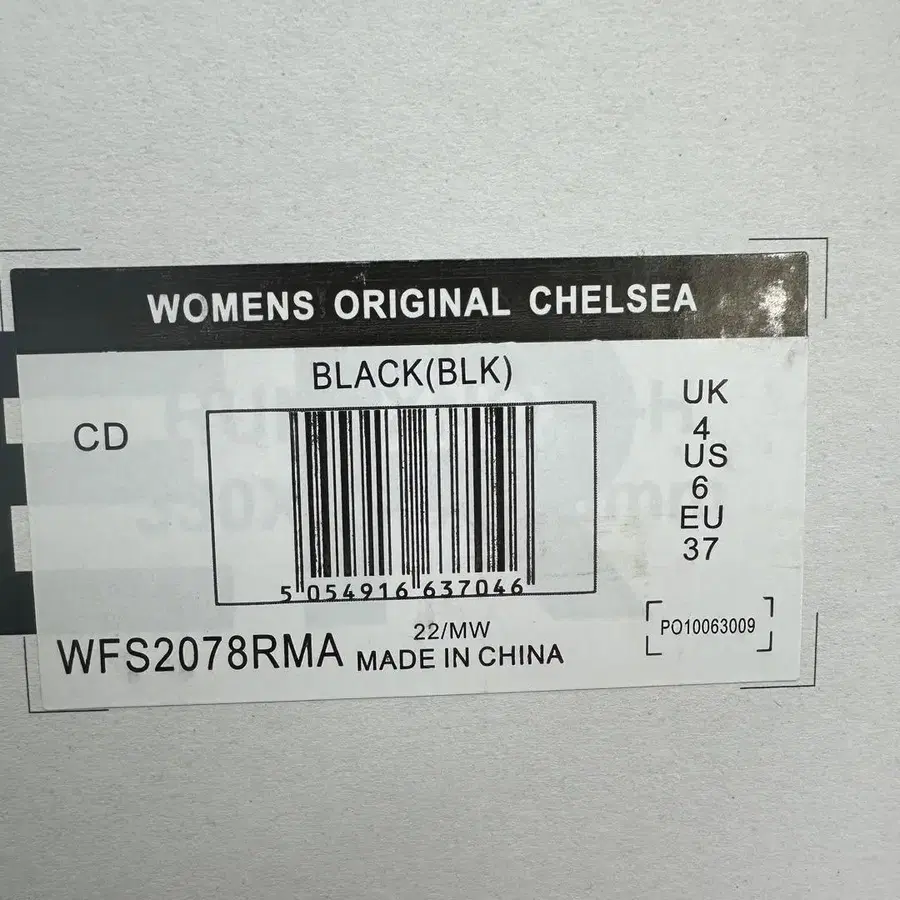 WOMENS ORIGINAL CHELSEA
BLACK(BLK)
CD
UK
4
US
6
EU
37
5 054916 637046
22/MW
WFS2078RMA
MADE IN CHINA
PO10063009